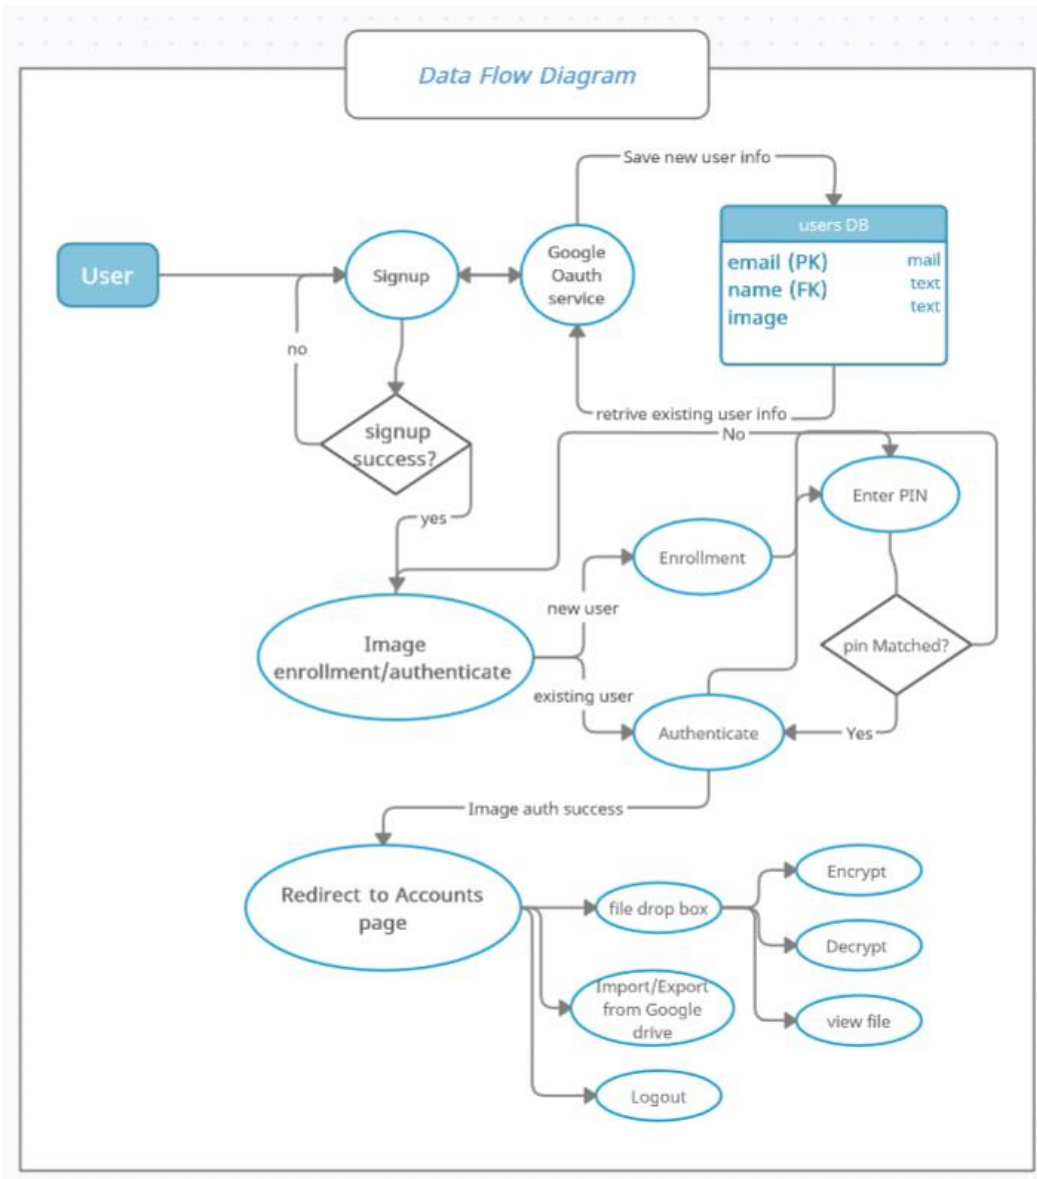 Data Flow Diagram
Save new user info
users DB
email (PK) mail
name (FK) text
image text
User
Signup
Google
Oauth
service
no
retrive existing user info
No
signup
success?
yes
Enter PIN
Enrollment
new user
Image
enrollment/authenticate
pin Matched?
existing user
Authenticate
Yes
Image auth success
Redirect to Accounts
page
file drop box
Encrypt
Decrypt
Import/Export
from Google
drive
view file
Logout